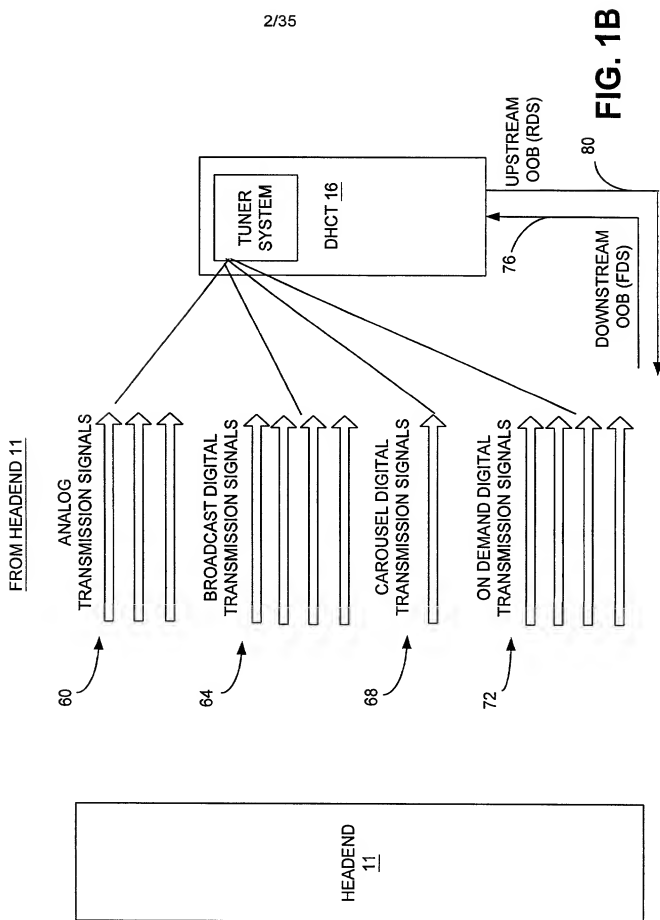 2/35
FROM HEADEND 11
HEADEND
11
60
ANALOG
TRANSMISSION SIGNALS
64
BROADCAST DIGITAL
TRANSMISSION SIGNALS
68
CAROUSEL DIGITAL
TRANSMISSION SIGNALS
72
ON DEMAND DIGITAL
TRANSMISSION SIGNALS
TUNER
SYSTEM
DHCT 16
76
DOWNSTREAM
OOB (FDS)
UPSTREAM
OOB (RDS)
80
FIG. 1B